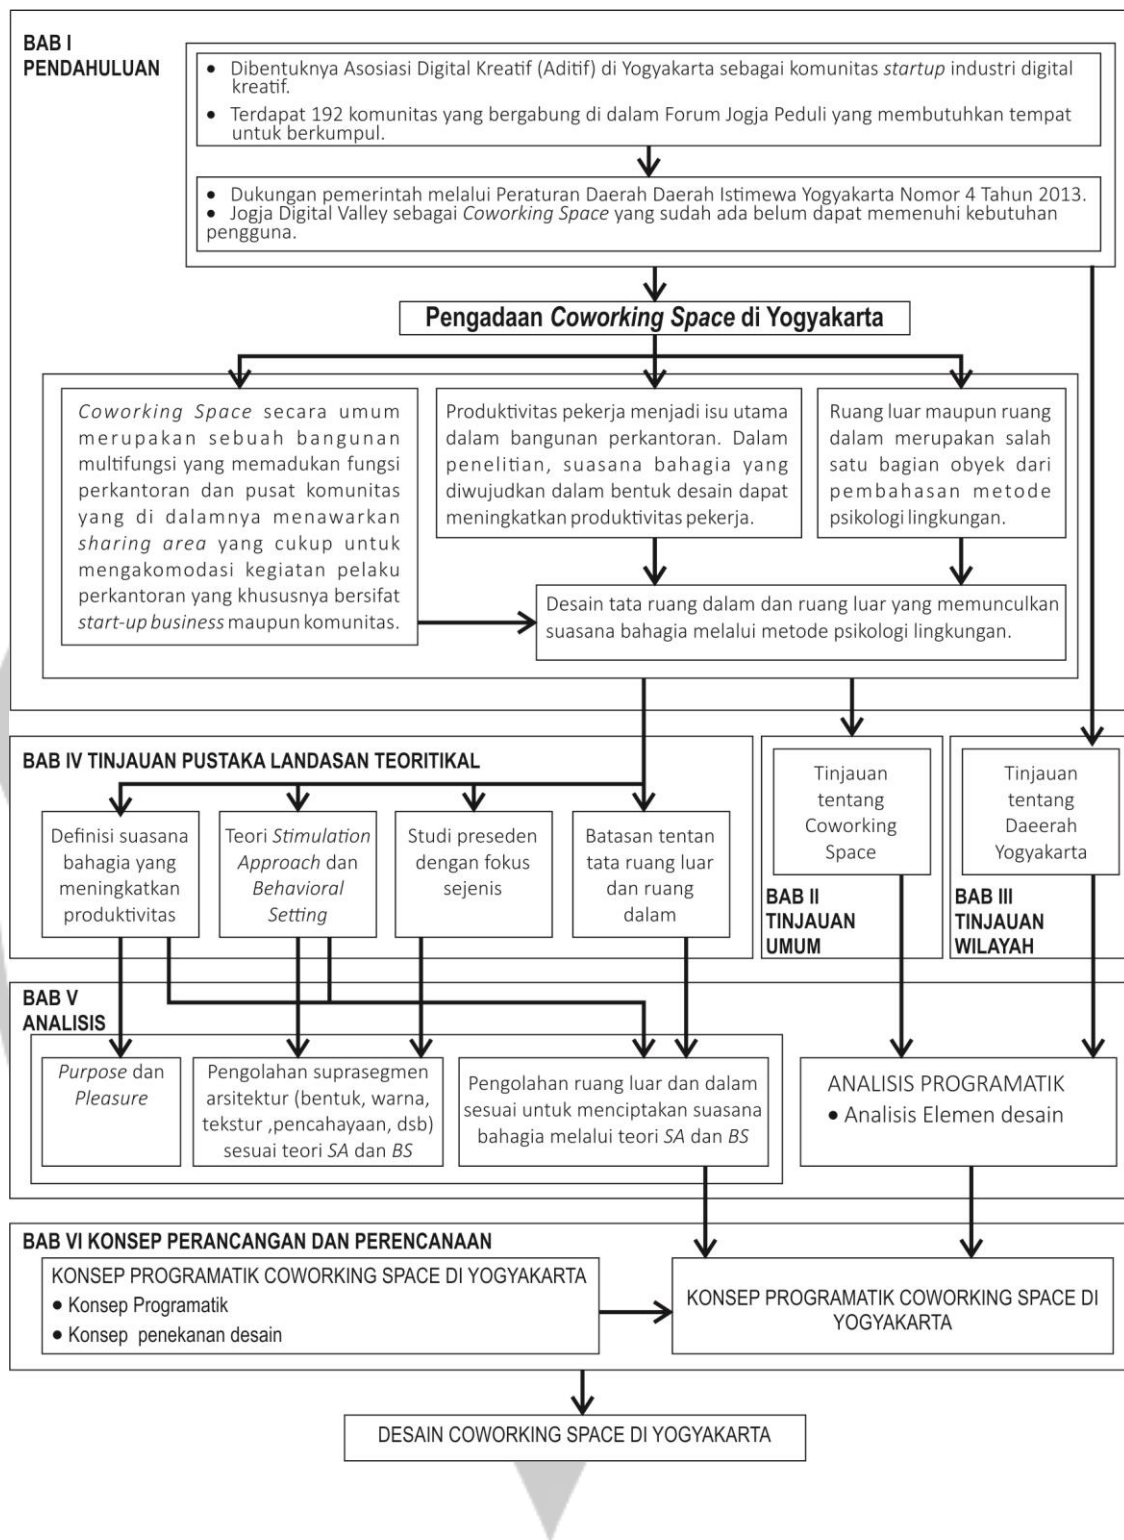 BAB I
PENDAHULUAN
● Dibentuknya Asosiasi Digital Kreatif (Aditif) di Yogyakarta sebagai komunitas startup industri digital
kreatif.
● Terdapat 192 komunitas yang bergabung di dalam Forum Jogja Peduli yang membutuhkan tempat
untuk berkumpul.
● Dukungan pemerintah melalui Peraturan Daerah Daerah Istimewa Yogyakarta Nomor 4 Tahun 2013.
● Jogja Digital Valley sebagai Coworking Space yang sudah ada belum dapat memenuhi kebutuhan
pengguna.
Pengadaan Coworking Space di Yogyakarta
Coworking Space secara umum
merupakan sebuah bangunan
multifungsi yang memadukan fungsi
perkantoran dan pusat komunitas
yang di dalamnya menawarkan
sharing area yang cukup untuk
mengakomodasi kegiatan pelaku
perkantoran yang khususnya bersifat
start-up business maupun komunitas.
Produktivitas pekerja menjadi isu utama
dalam bangunan perkantoran. Dalam
penelitian, suasana bahagia yang
diwujudkan dalam bentuk desain dapat
meningkatkan produktivitas pekerja.
Ruang luar maupun ruang
dalam merupakan salah
satu bagian obyek dari
pembahasan metode
psikologi lingkungan.
Desain tata ruang dalam dan ruang luar yang memunculkan
suasana bahagia melalui metode psikologi lingkungan.
BAB IV TINJAUAN PUSTAKA LANDASAN TEORITIKAL
Definisi suasana
bahagia yang
meningkatkan
produktivitas
Teori Stimulation
Approach dan
Behavioral
Setting
Studi preseden
dengan fokus
sejenis
Batasan tentan
tata ruang luar
dan ruang
dalam
Tinjauan
tentang
Coworking
Space
BAB II
TINJAUAN
UMUM
Tinjauan
tentang
Daeerah
Yogyakarta
BAB III
TINJAUAN
WILAYAH
BAB V
ANALISIS
Purpose dan
Pleasure
Pengolahan suprasegmen
arsitektur (bentuk, warna,
tekstur ,pencahayaan, dsb)
sesuai teori SA dan BS
Pengolahan ruang luar dan dalam
sesuai untuk menciptakan suasana
bahagia melalui teori SA dan BS
ANALISIS PROGRAMATIK
● Analisis Elemen desain
BAB VI KONSEP PERANCANGAN DAN PERENCANAAN
KONSEP PROGRAMATIK COWORKING SPACE DI YOGYAKARTA
● Konsep Programatik
● Konsep penekanan desain
KONSEP PROGRAMATIK COWORKING SPACE DI
YOGYAKARTA
DESAIN COWORKING SPACE DI YOGYAKARTA